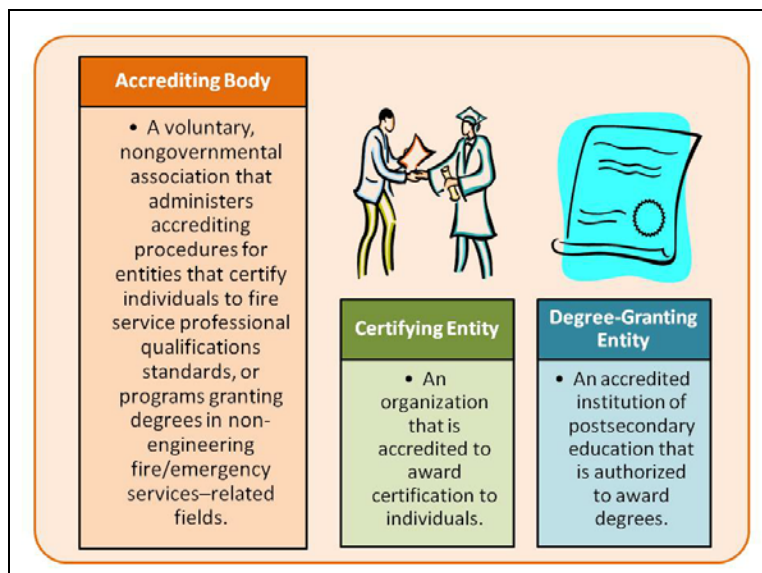 Accrediting Body
• A voluntary,
nongovernmental
association that
administers
accrediting
procedures for
entities that certify
individuals to fire
service professional
qualifications
standards, or
programs granting
degrees in non-
engineering
fire/emergency
services–related
fields.
Certifying Entity
• An
organization
that is
accredited to
award
certification to
individuals.
Degree-Granting
Entity
• An accredited
institution of
postsecondary
education that
is authorized
to award
degrees.